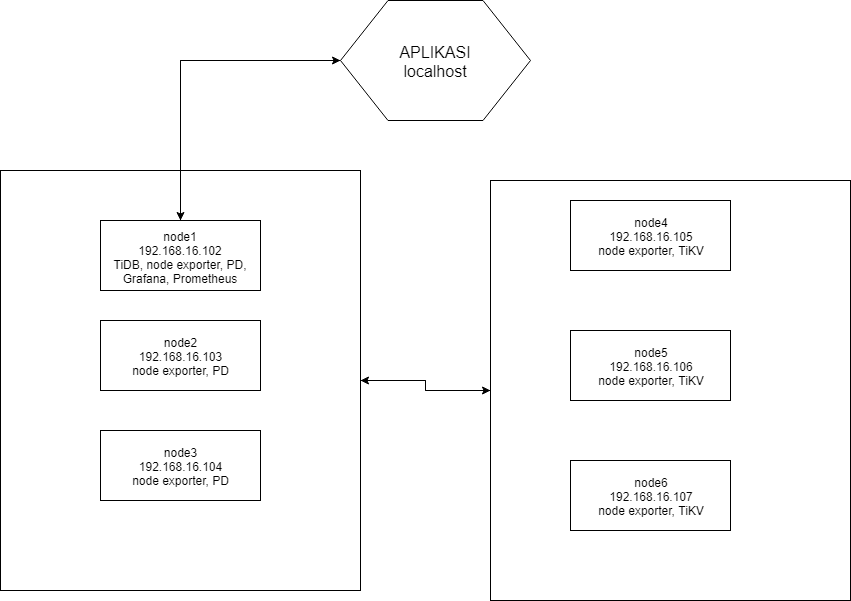 APLIKASI
localhost
node1
192.168.16.102
TiDB, node exporter, PD,
Grafana, Prometheus
node2
192.168.16.103
node exporter, PD
node3
192.168.16.104
node exporter, PD
node4
192.168.16.105
node exporter, TiKV
node5
192.168.16.106
node exporter, TiKV
node6
192.168.16.107
node exporter, TiKV